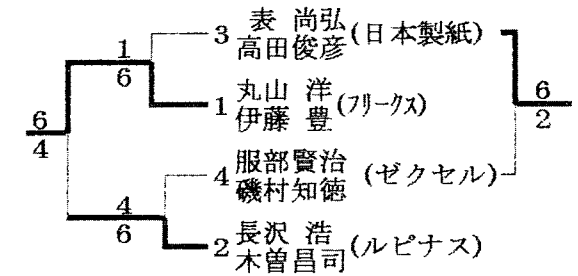 3 表 尚弘 (日本製紙)
高田俊彦
1
6
1 丸山 洋 (フリークス)
伊藤 豊
6
4
6
2
4 服部賢治 (ゼクセル)
磯村知徳
4
6
2 長沢 浩 (ルピナス)
木曽昌司